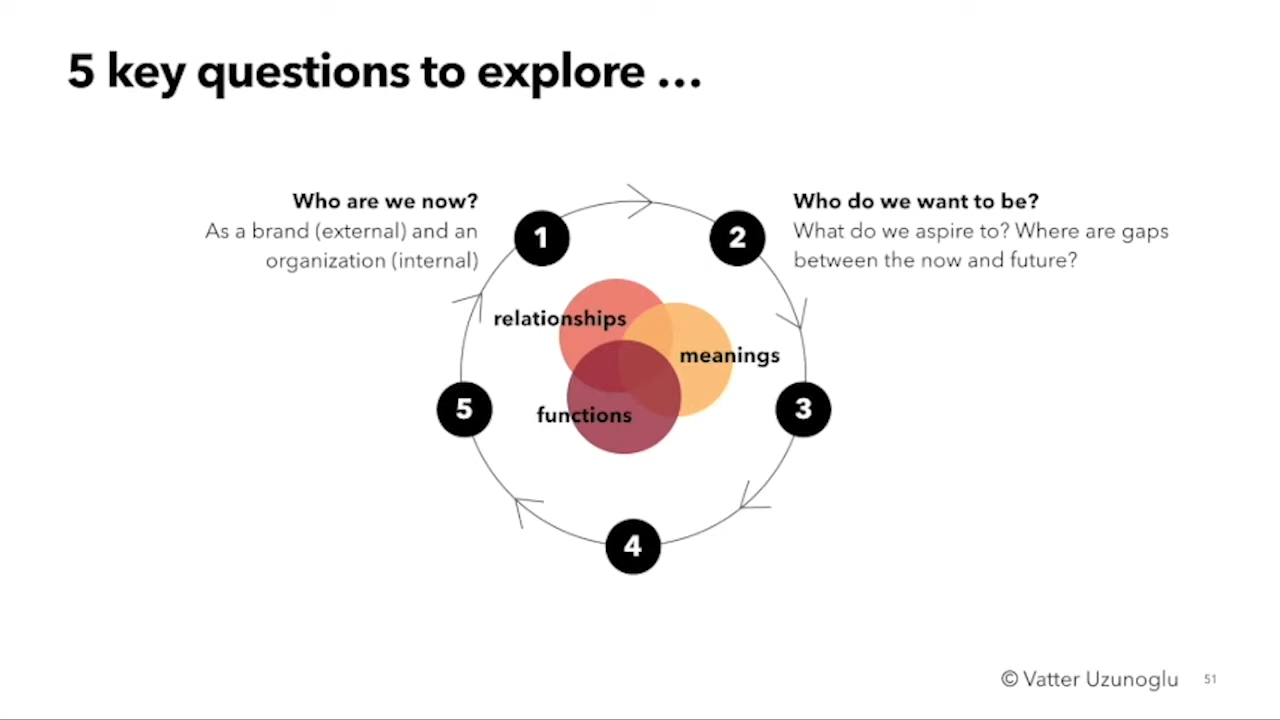 5 key questions to explore …
Who are we now?
As a brand (external) and an
organization (internal)
1
2
Who do we want to be?
What do we aspire to? Where are gaps
between the now and future?
relationships
meanings
functions
5
3
4
© Vatter Uzunoglu
51